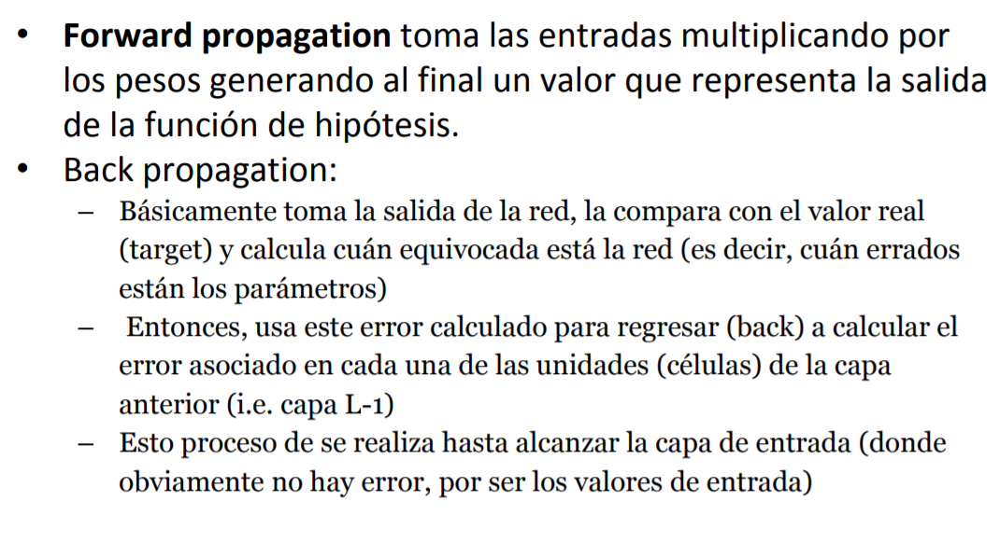 • Forward propagation toma las entradas multiplicando por
los pesos generando al final un valor que representa la salida
de la función de hipótesis.
• Back propagation:
– Básicamente toma la salida de la red, la compara con el valor real
(target) y calcula cuán equivocada está la red (es decir, cuán errados
están los parámetros)
– Entonces, usa este error calculado para regresar (back) a calcular el
error asociado en cada una de las unidades (células) de la capa
anterior (i.e. capa L-1)
– Esto proceso de se realiza hasta alcanzar la capa de entrada (donde
obviamente no hay error, por ser los valores de entrada)